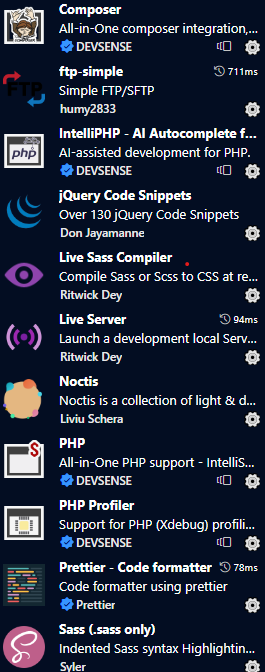 Composer
All-in-One composer integration,...
DEVSENSE
ftp-simple 711ms
Simple FTP/SFTP
humy2833
IntelliPHP - AI Autocomplete f...
AI-assisted development for PHP.
DEVSENSE
jQuery Code Snippets
Over 130 jQuery Code Snippets
Don Jayamanne
Live Sass Compiler
Compile Sass or Scss to CSS at re...
Ritwick Dey
Live Server 94ms
Launch a development local Serv...
Ritwick Dey
Noctis
Noctis is a collection of light & d...
Liviu Schera
PHP
All-in-One PHP support - IntelliS...
DEVSENSE
PHP Profiler
Support for PHP (Xdebug) profili...
DEVSENSE
Prettier - Code formatter 78ms
Code formatter using prettier
Prettier
Sass (.sass only)
Indented Sass syntax Highlightin...
Syler